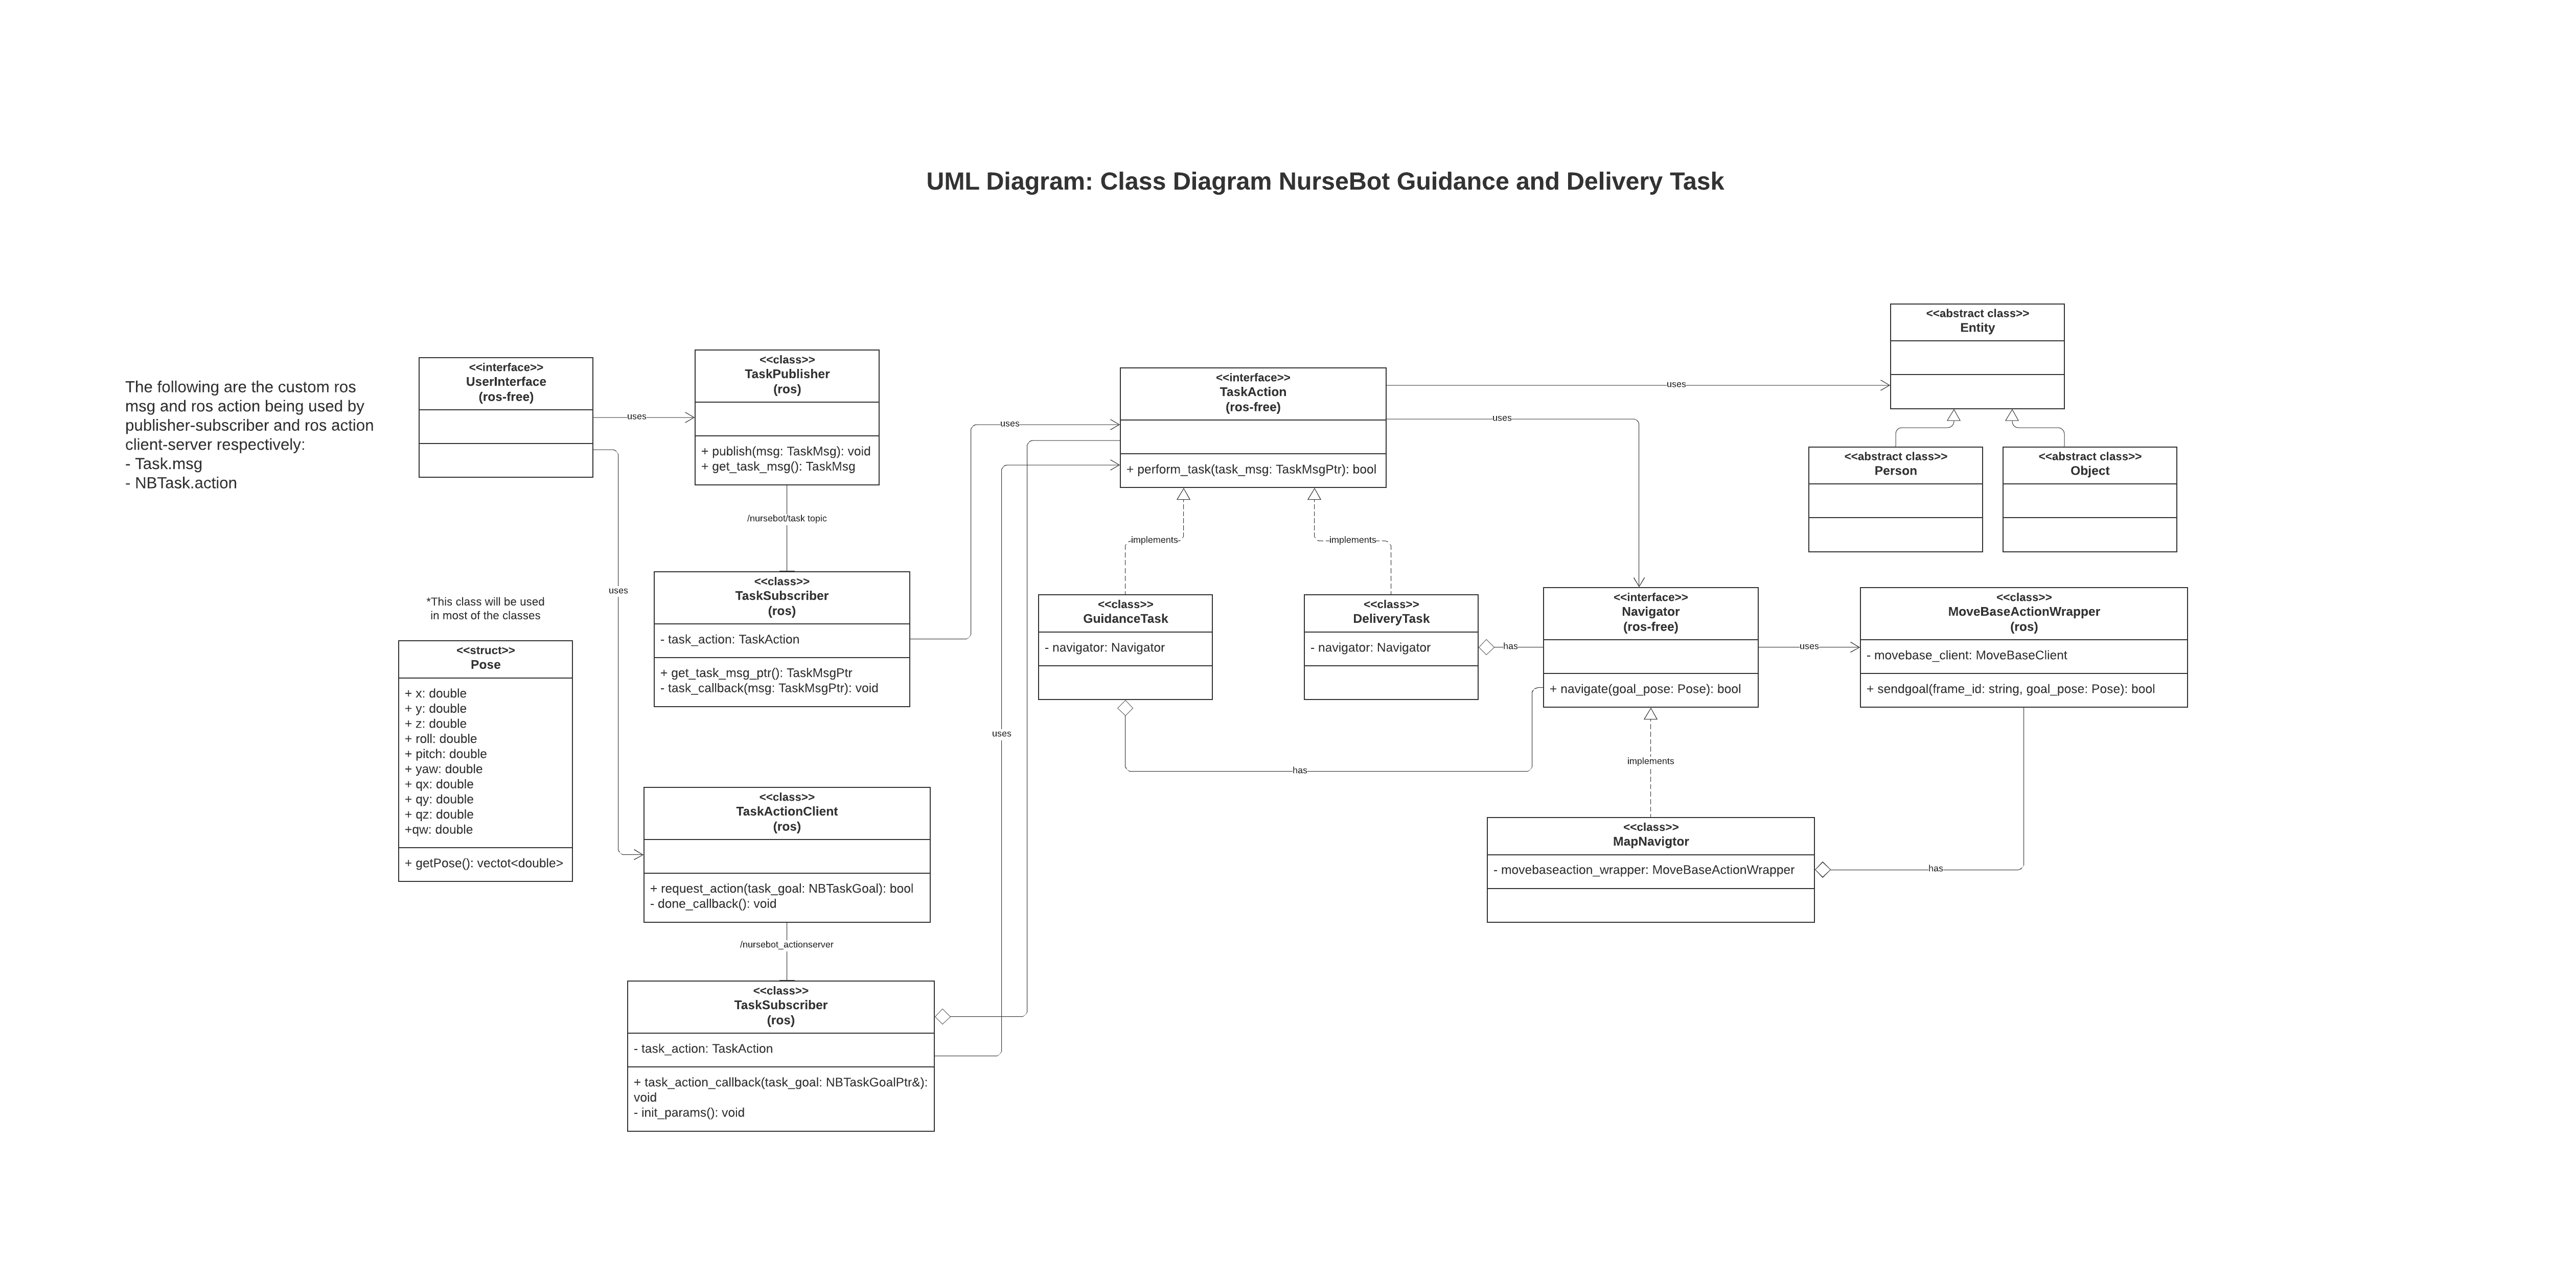 UML Diagram: Class Diagram NurseBot Guidance and Delivery Task
The following are the custom ros
msg and ros action being used by
publisher-subscriber and ros action
client-server respectively:
- Task.msg
- NBTask.action
*This class will be used
in most of the classes
<<struct>>
Pose
+ x: double
+ y: double
+ z: double
+ roll: double
+ pitch: double
+ yaw: double
+ qx: double
+ qy: double
+ qz: double
+qw: double
+ getPose(): vectot<double>
<<interface>>
UserInterface
(ros-free)
uses
uses
<<class>>
TaskPublisher
(ros)
+ publish(msg: TaskMsg): void
+ get_task_msg(): TaskMsg
/nursebot/task topic
<<class>>
TaskSubscriber
(ros)
- task_action: TaskAction
+ get_task_msg_ptr(): TaskMsgPtr
- task_callback(msg: TaskMsgPtr): void
<<class>>
TaskActionClient
(ros)
+ request_action(task_goal: NBTaskGoal): bool
- done_callback(): void
/nursebot_actionserver
<<class>>
TaskSubscriber
(ros)
- task_action: TaskAction
+ task_action_callback(task_goal: NBTaskGoalPtr&):
void
- init_params(): void
uses
uses
<<interface>>
TaskAction
(ros-free)
+ perform_task(task_msg: TaskMsgPtr): bool
implements
implements
<<class>>
GuidanceTask
- navigator: Navigator
<<class>>
DeliveryTask
- navigator: Navigator
has
has
uses
uses
<<interface>>
Navigator
(ros-free)
+ navigate(goal_pose: Pose): bool
implements
<<class>>
MapNavigtor
- movebaseaction_wrapper: MoveBaseActionWrapper
has
uses
<<class>>
MoveBaseActionWrapper
(ros)
- movebase_client: MoveBaseClient
+ sendgoal(frame_id: string, goal_pose: Pose): bool
<<abstract class>>
Entity
<<abstract class>>
Person
<<abstract class>>
Object